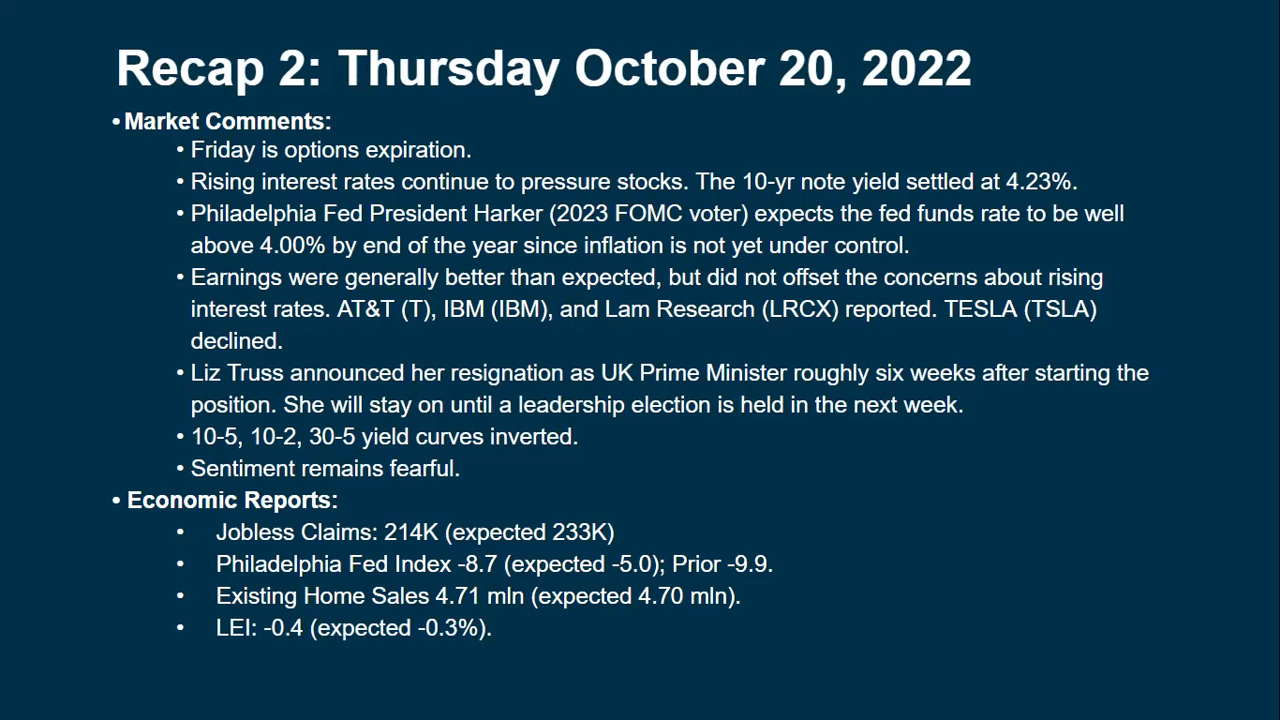 Recap 2: Thursday October 20, 2022
• Market Comments:
• Friday is options expiration.
• Rising interest rates continue to pressure stocks. The 10-yr note yield settled at 4.23%.
• Philadelphia Fed President Harker (2023 FOMC voter) expects the fed funds rate to be well
above 4.00% by end of the year since inflation is not yet under control.
• Earnings were generally better than expected, but did not offset the concerns about rising
interest rates. AT&T (T), IBM (IBM), and Lam Research (LRCX) reported. TESLA (TSLA)
declined.
• Liz Truss announced her resignation as UK Prime Minister roughly six weeks after starting the
position. She will stay on until a leadership election is held in the next week.
• 10-5, 10-2, 30-5 yield curves inverted.
• Sentiment remains fearful.
• Economic Reports:
• Jobless Claims: 214K (expected 233K)
• Philadelphia Fed Index -8.7 (expected -5.0); Prior -9.9.
• Existing Home Sales 4.71 mln (expected 4.70 mln).
• LEI: -0.4 (expected -0.3%).